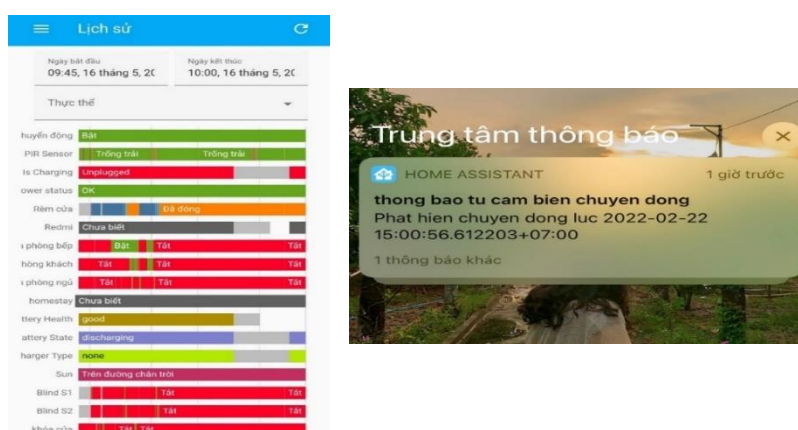 Lịch sử
Ngày bắt đầu
Ngày kết thúc
09:45, 16 tháng 5, 2(
10:00, 16 tháng 5, 2(
Thực thể
huyển động Bật
PIR Sensor Trống trải Trống trải
Is Charging Unplugged
ower status OK
Rèm cửa Đã đóng
Redmi Chưa biết
phòng bếp Bật Tắt Tắt
hòng khách Tắt Tắt Tắt
phòng ngủ Tắt Tắt Tắt
homestay Chưa biết
ttery Health good
attery State discharging
harger Type none
Sun Trên đường chân trời
Blind S1 Tắt Tắt
Blind S2 Tắt Tắt
khóa cửa Tắt Tắt
Trung tâm thông báo
HOME ASSISTANT 1 giờ trước
thong bao tu cam bien chuyen dong
Phat hien chuyen dong luc 2022-02-22
15:00:56.612203+07:00
1 thông báo khác